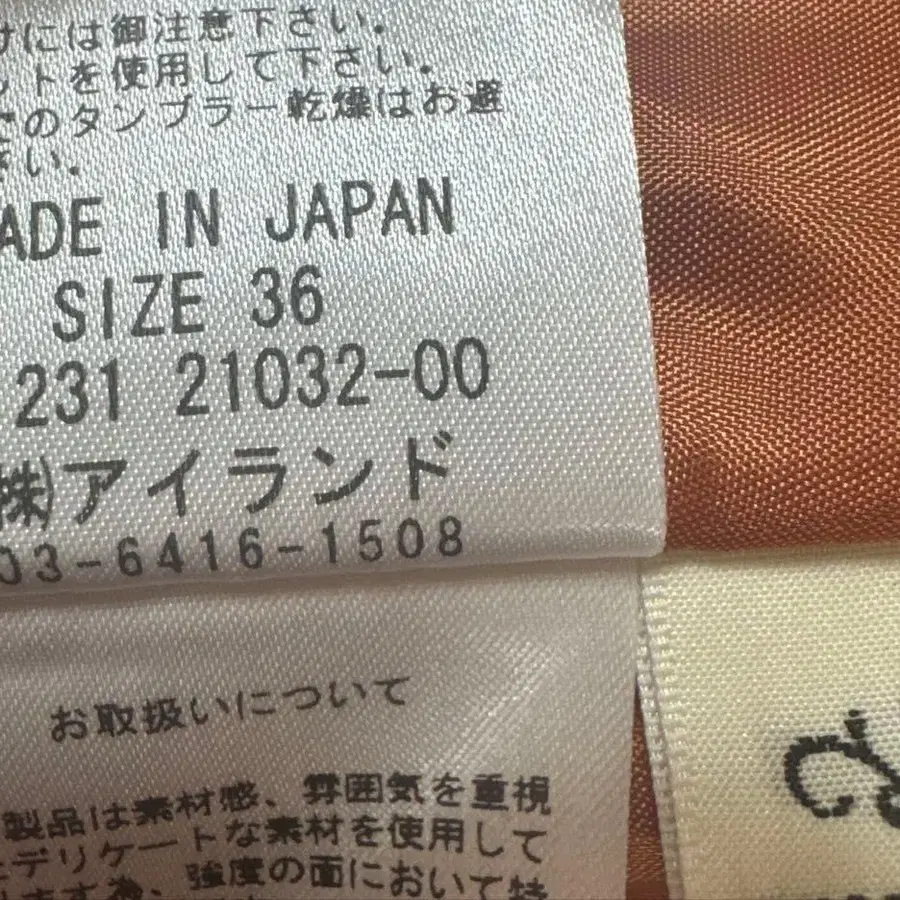 けには御注意下さい.
ットを使用して下さい.
でのタンブラー乾燥はお避
さい.
ADE IN JAPAN
SIZE 36
231 21032-00
㈱アイランド
03-6416-1508
お取扱いについて
製品は素材感、雰囲気を重視
デリケートな素材を使用して
ます為、強度の面において特